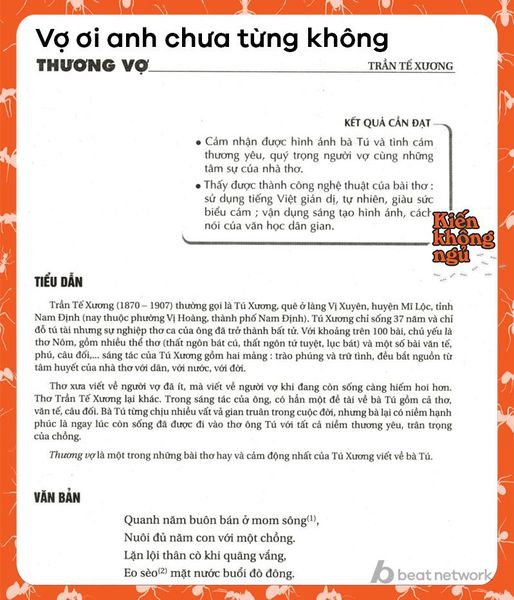 Vợ ơi anh chưa từng không
THƯƠNG VỢ TRẦN TẾ XƯƠNG
KẾT QUẢ CẦN ĐẠT
• Cảm nhận được hình ảnh bà Tú và tình cảm
thương yêu, quý trọng người vợ cùng những
tâm sự của nhà thơ.
• Thấy được thành công nghệ thuật của bài thơ :
sử dụng tiếng Việt giản dị, tự nhiên, giàu sức
biểu cảm ; vận dụng sáng tạo hình ảnh, cách
nói của văn học dân gian.
Kiến
không
ngủ
TIỂU DẪN
Trần Tế Xương (1870 – 1907) thường gọi là Tú Xương, quê ở làng Vị Xuyên, huyện Mĩ Lộc, tỉnh
Nam Định (nay thuộc phường Vị Hoàng, thành phố Nam Định). Tú Xương chỉ sống 37 năm và chỉ
đỗ tú tài nhưng sự nghiệp thơ ca của ông đã trở thành bất tử. Với khoảng trên 100 bài, chủ yếu là
thơ Nôm, gồm nhiều thể thơ (thất ngôn bát cú, thất ngôn tứ tuyệt, lục bát) và một số bài văn tế,
phú, câu đối,... sáng tác của Tú Xương gồm hai mảng : trào phúng và trữ tình, đều bắt nguồn từ
tâm huyết của nhà thơ với dân, với nước, với đời.
Thơ xưa viết về người vợ đã ít, mà viết về người vợ khi đang còn sống càng hiếm hoi hơn.
Thơ Trần Tế Xương lại khác. Trong sáng tác của ông, có hẳn một đề tài về bà Tú gồm cả thơ,
văn tế, câu đối. Bà Tú từng chịu nhiều vất vả gian truân trong cuộc đời, nhưng bà lại có niềm hạnh
phúc là ngay lúc còn sống đã được đi vào thơ ông Tú với tất cả niềm thương yêu, trân trọng
của chồng.
Thương vợ là một trong những bài thơ hay và cảm động nhất của Tú Xương viết về bà Tú.
VĂN BẢN
Quanh năm buôn bán ở mom sông(1),
Nuôi đủ năm con với một chồng.
Lặn lội thân cò khi quãng vắng,
Eo sèo(2) mặt nước buổi đò đông.
beat network